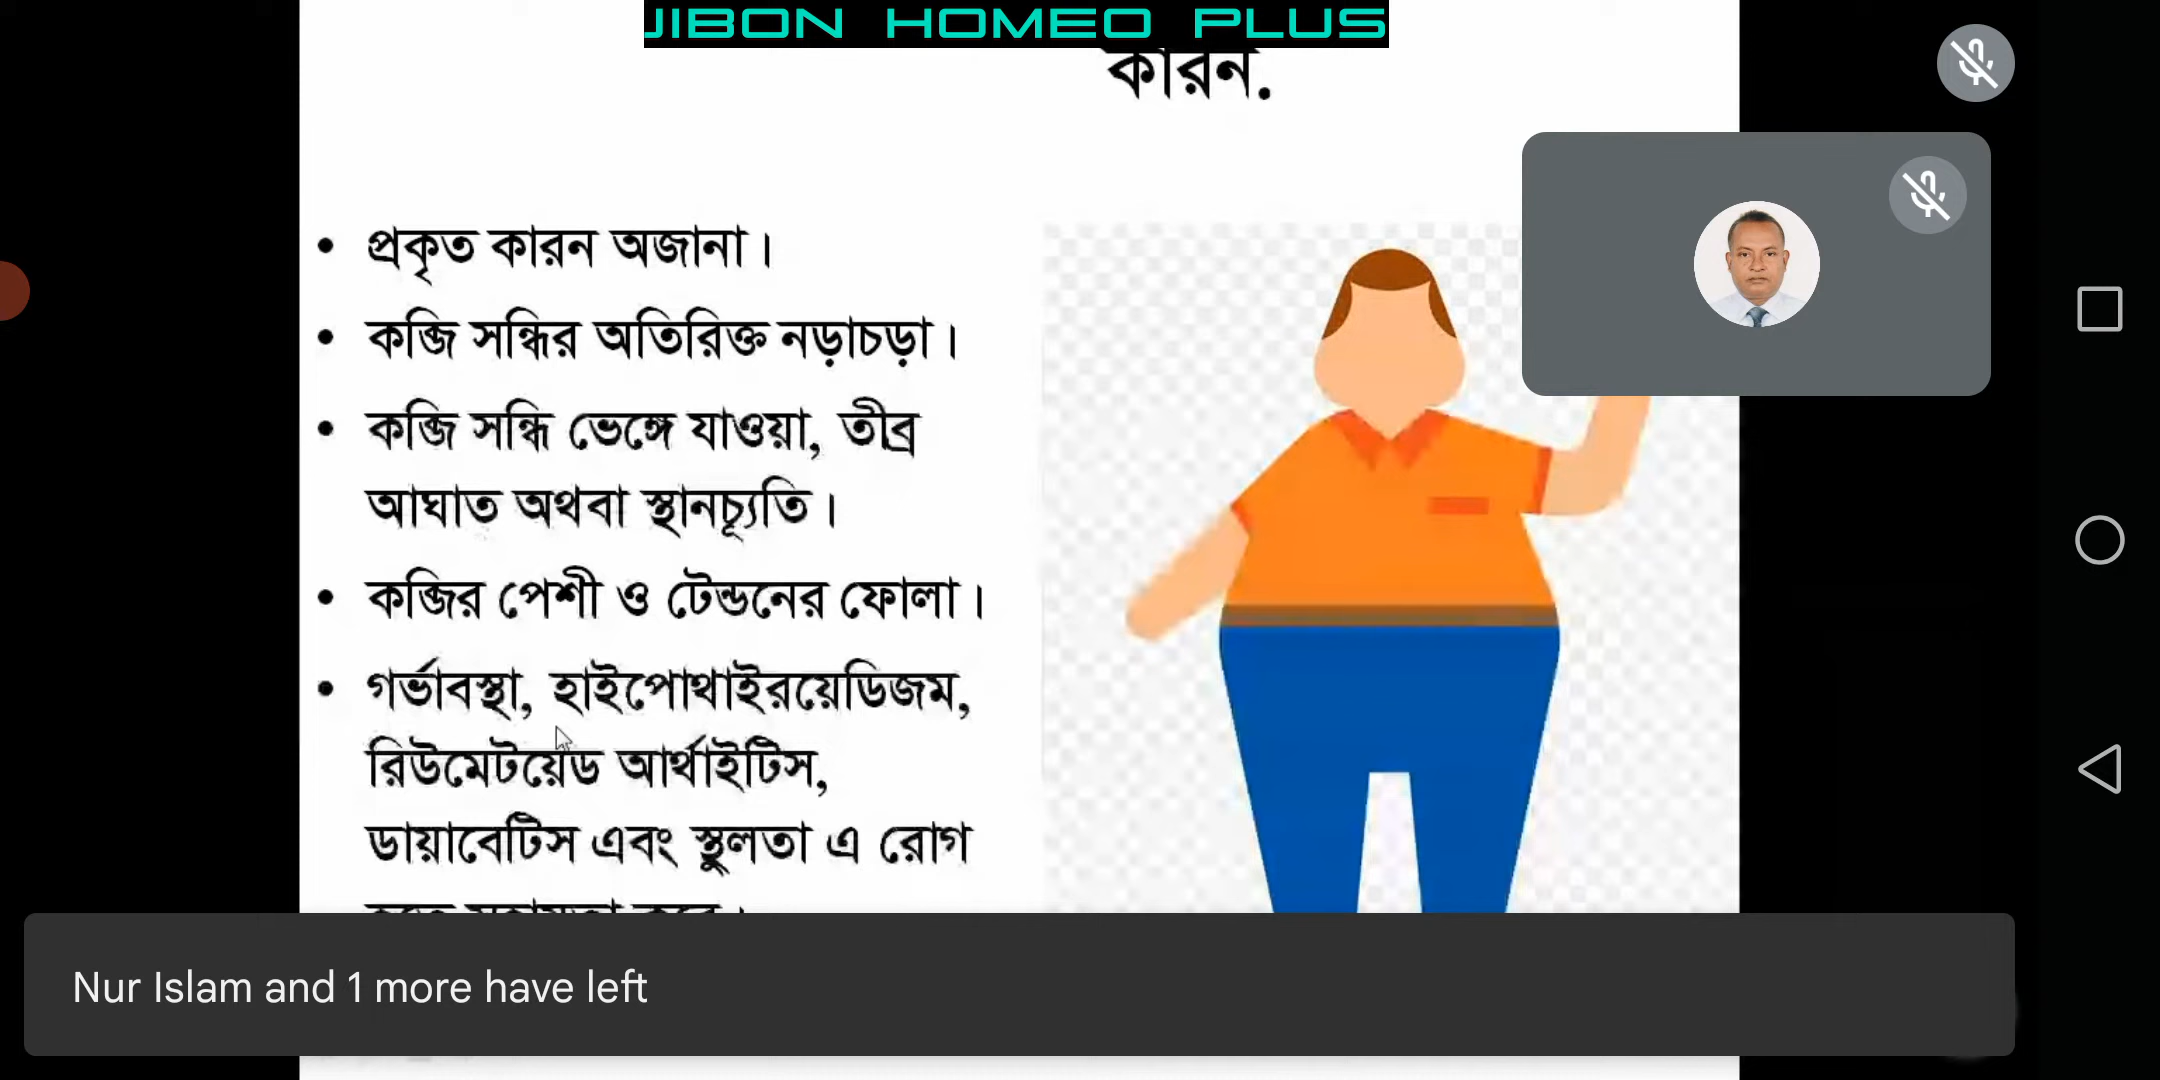 JIBON HOMEO PLUS
কারন.
• প্রকৃত কারন অজানা।
• কব্জি সন্ধির অতিরিক্ত নড়াচড়া।
• কব্জি সন্ধি ভেঙ্গে যাওয়া, তীব্র
আঘাত অথবা স্থানচ্যূতি।
• কব্জির পেশী ও টেন্ডনের ফোলা।
• গর্ভাবস্থা, হাইপোথাইরয়েডিজম,
রিউমেটয়েড আর্থাইটিস,
ডায়াবেটিস এবং স্থুলতা এ রোগ
Nur Islam and 1 more have left